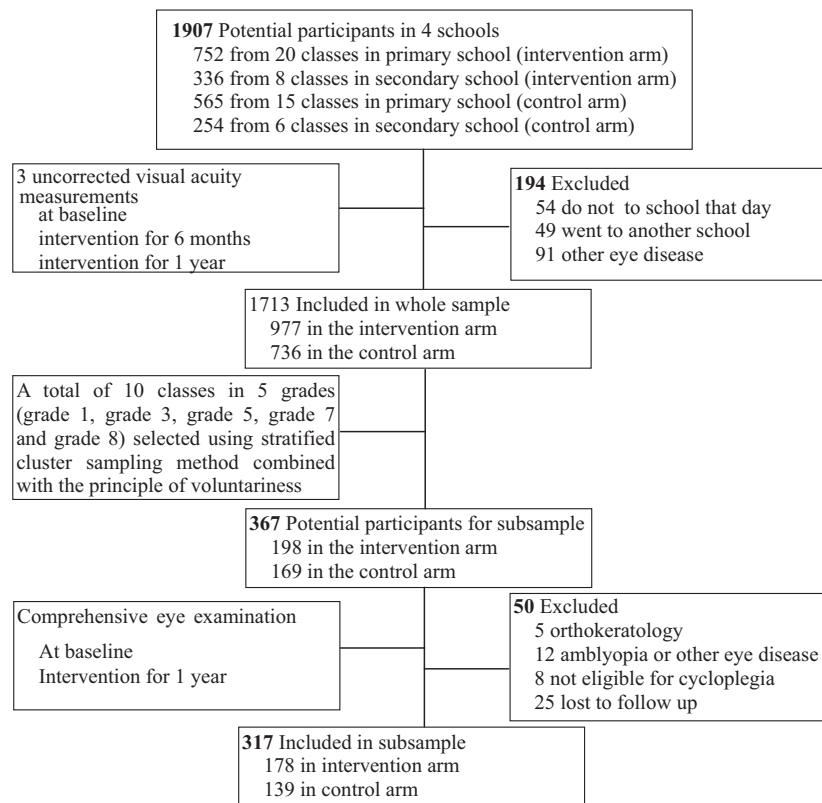 1907 Potential participants in 4 schools
752 from 20 classes in primary school (intervention arm)
336 from 8 classes in secondary school (intervention arm)
565 from 15 classes in primary school (control arm)
254 from 6 classes in secondary school (control arm)
3 uncorrected visual acuity
measurements
at baseline
intervention for 6 months
intervention for 1 year
194 Excluded
54 do not to school that day
49 went to another school
91 other eye disease
1713 Included in whole sample
977 in the intervention arm
736 in the control arm
A total of 10 classes in 5 grades
(grade 1, grade 3, grade 5, grade 7
and grade 8) selected using stratified
cluster sampling method combined
with the principle of voluntariness
367 Potential participants for subsample
198 in the intervention arm
169 in the control arm
Comprehensive eye examination
At baseline
Intervention for 1 year
50 Excluded
5 orthokeratology
12 amblyopia or other eye disease
8 not eligible for cycloplegia
25 lost to follow up
317 Included in subsample
178 in intervention arm
139 in control arm